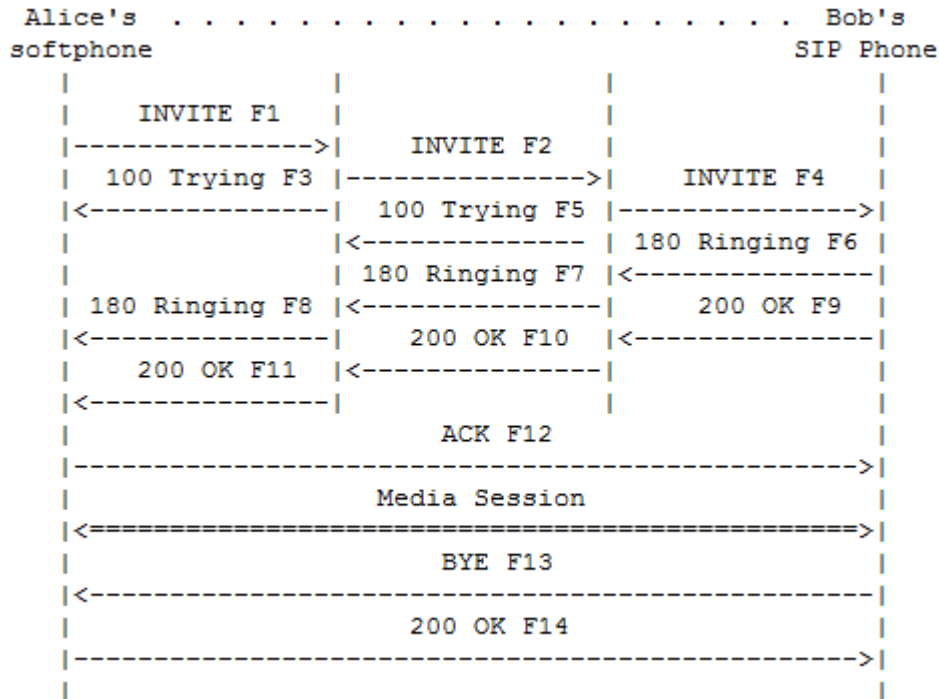 Alice's . . . . . . . . . . . . . . . . . . . . Bob's
softphone SIP Phone
INVITE F1
INVITE F2
100 Trying F3 INVITE F4
100 Trying F5
180 Ringing F6
180 Ringing F7
180 Ringing F8 200 OK F9
200 OK F10
200 OK F11
ACK F12
Media Session
BYE F13
200 OK F14